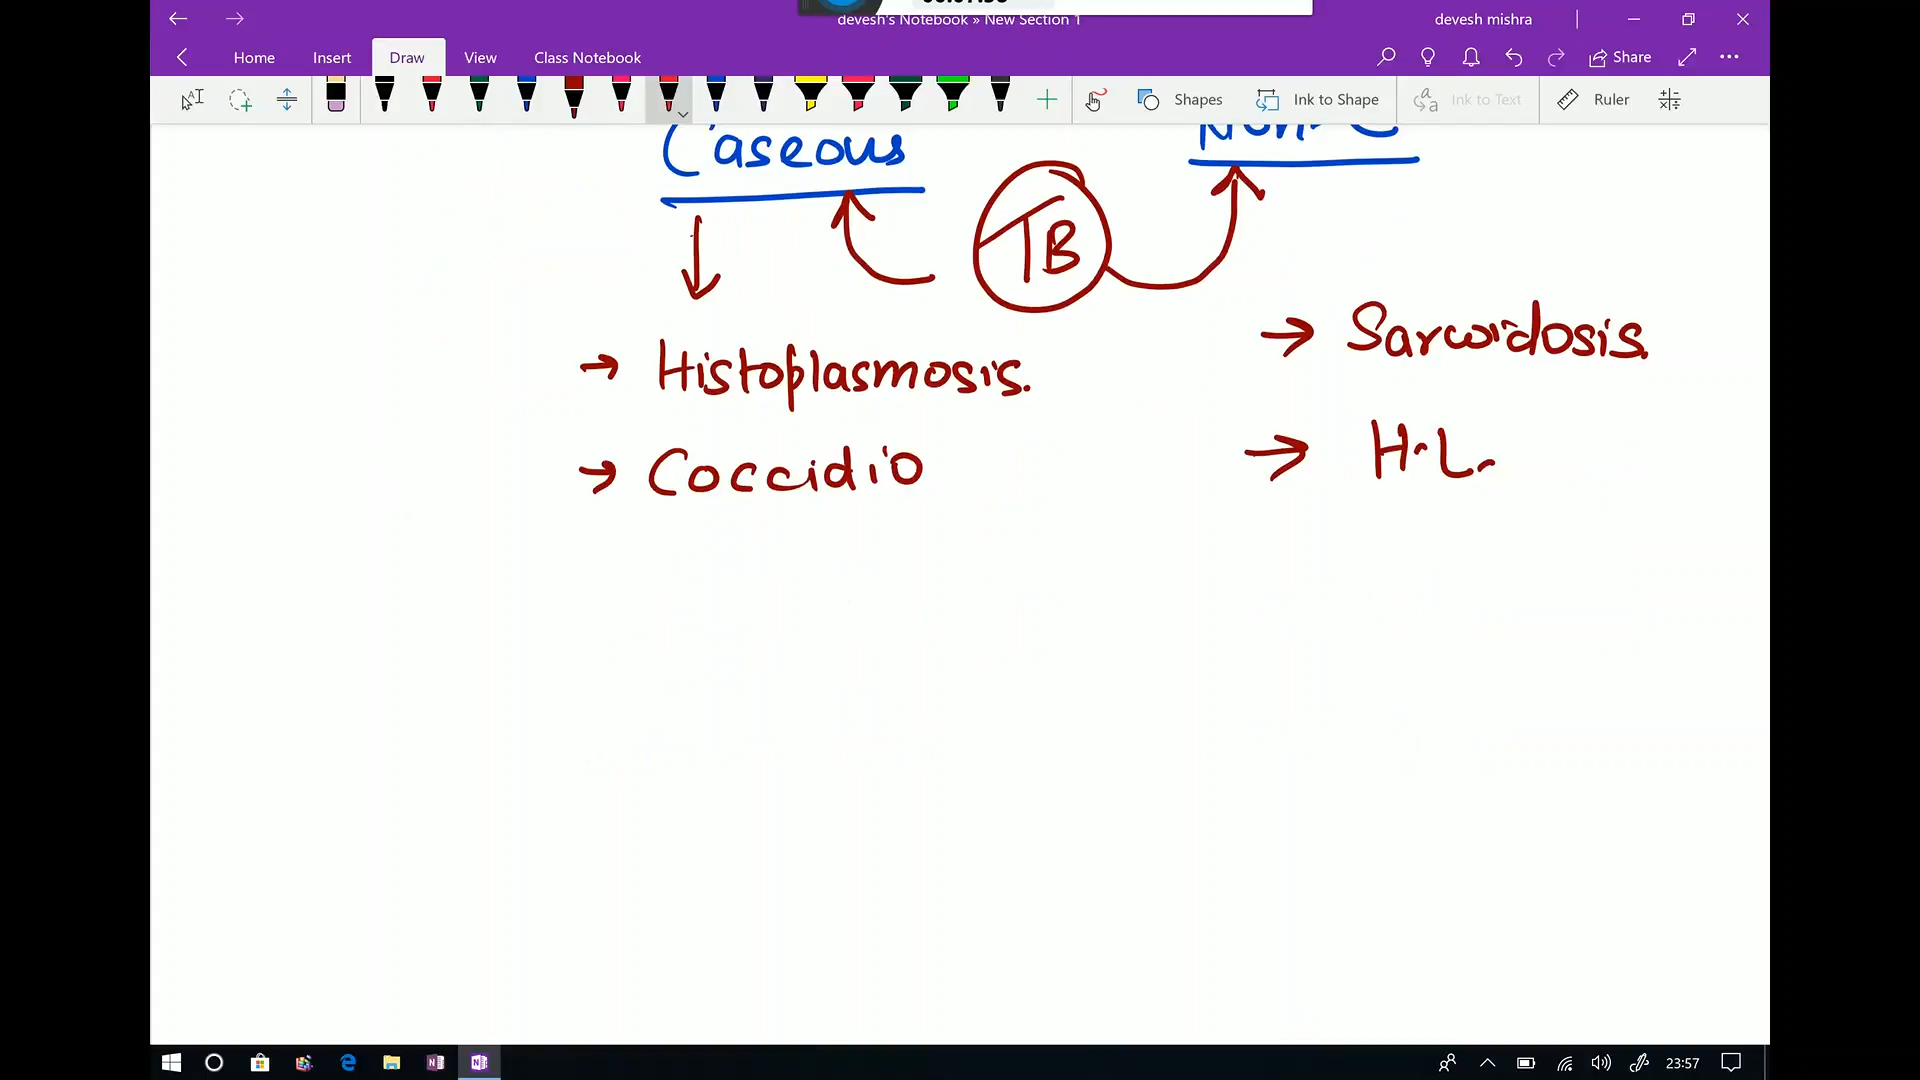 devesh's Notebook » New Section 1
devesh mishra
Home Insert Draw View Class Notebook
Share
Shapes
Ink to Shape
Ink to Text
Ruler
Caseous
Non-C
TB
→ Histoplasmosis.
→ Sarcoidosis.
→ Coccidio
→ H.L.
23:57